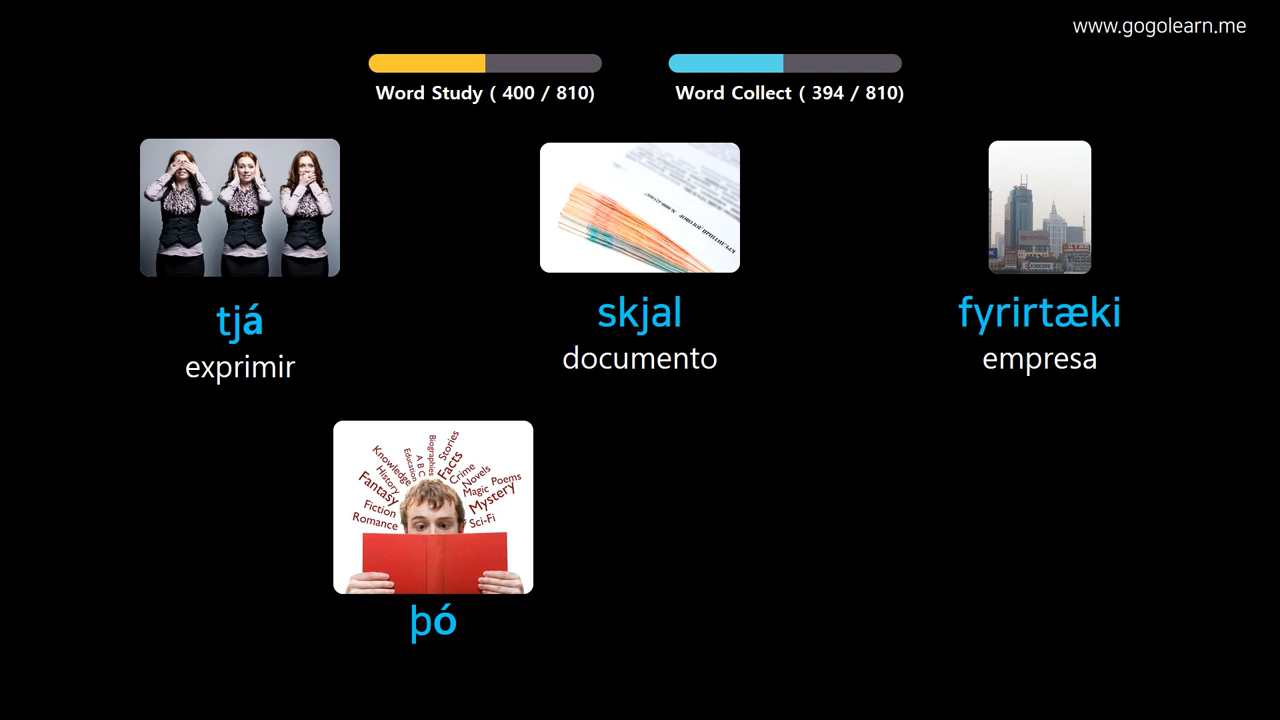 www.gogolearn.me
Word Study ( 400 / 810)
Word Collect ( 394 / 810)
tjá
exprimir
skjal
documento
fyrirtæki
empresa
Stories
Biographies
Facts
A B C
Education
Knowledge
History
Crime
Novels
Fantasy
Magic
Poems
Mystery
Fiction
Romance
Sci-Fi
þó